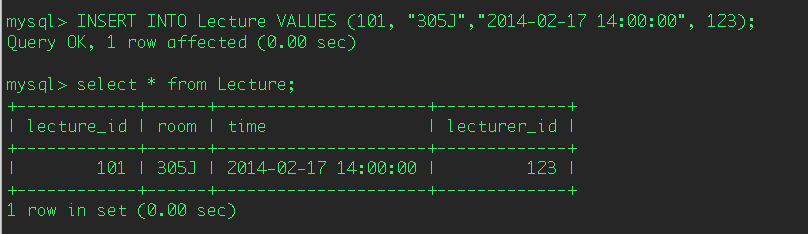 mysql> INSERT INTO Lecture VALUES (101, "305J","2014-02-17 14:00:00", 123);
Query OK, 1 row affected (0.00 sec)
mysql> select * from Lecture;
+------------+------+---------------------+-------------+
| lecture_id | room | time                | lecturer_id |
+------------+------+---------------------+-------------+
|        101 | 305J | 2014-02-17 14:00:00 |         123 |
+------------+------+---------------------+-------------+
1 row in set (0.00 sec)